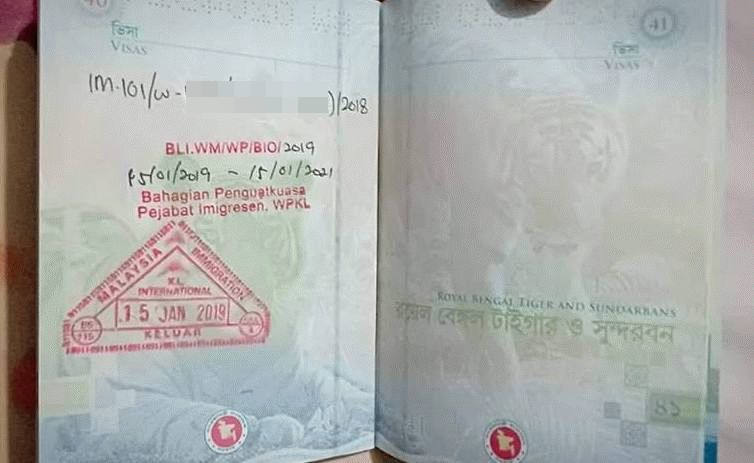 40
ভিসা
VISAS
IM.101/W- )/2018
BLI.WM/WP/BIO/2019
15/01/2019 - 15/01/2021
Bahagian Penguatkuasa
Pejabat Imigresen, WPKL
MALAYSIA IMMIGRATION
K.L.
INTERNATIONAL
15 JAN 2019
KELUAR
41
ভিসা
VISAS
ROYAL BENGAL TIGER AND SUNDARBANS
রয়েল বেঙ্গল টাইগার ও সুন্দরবন
৪১